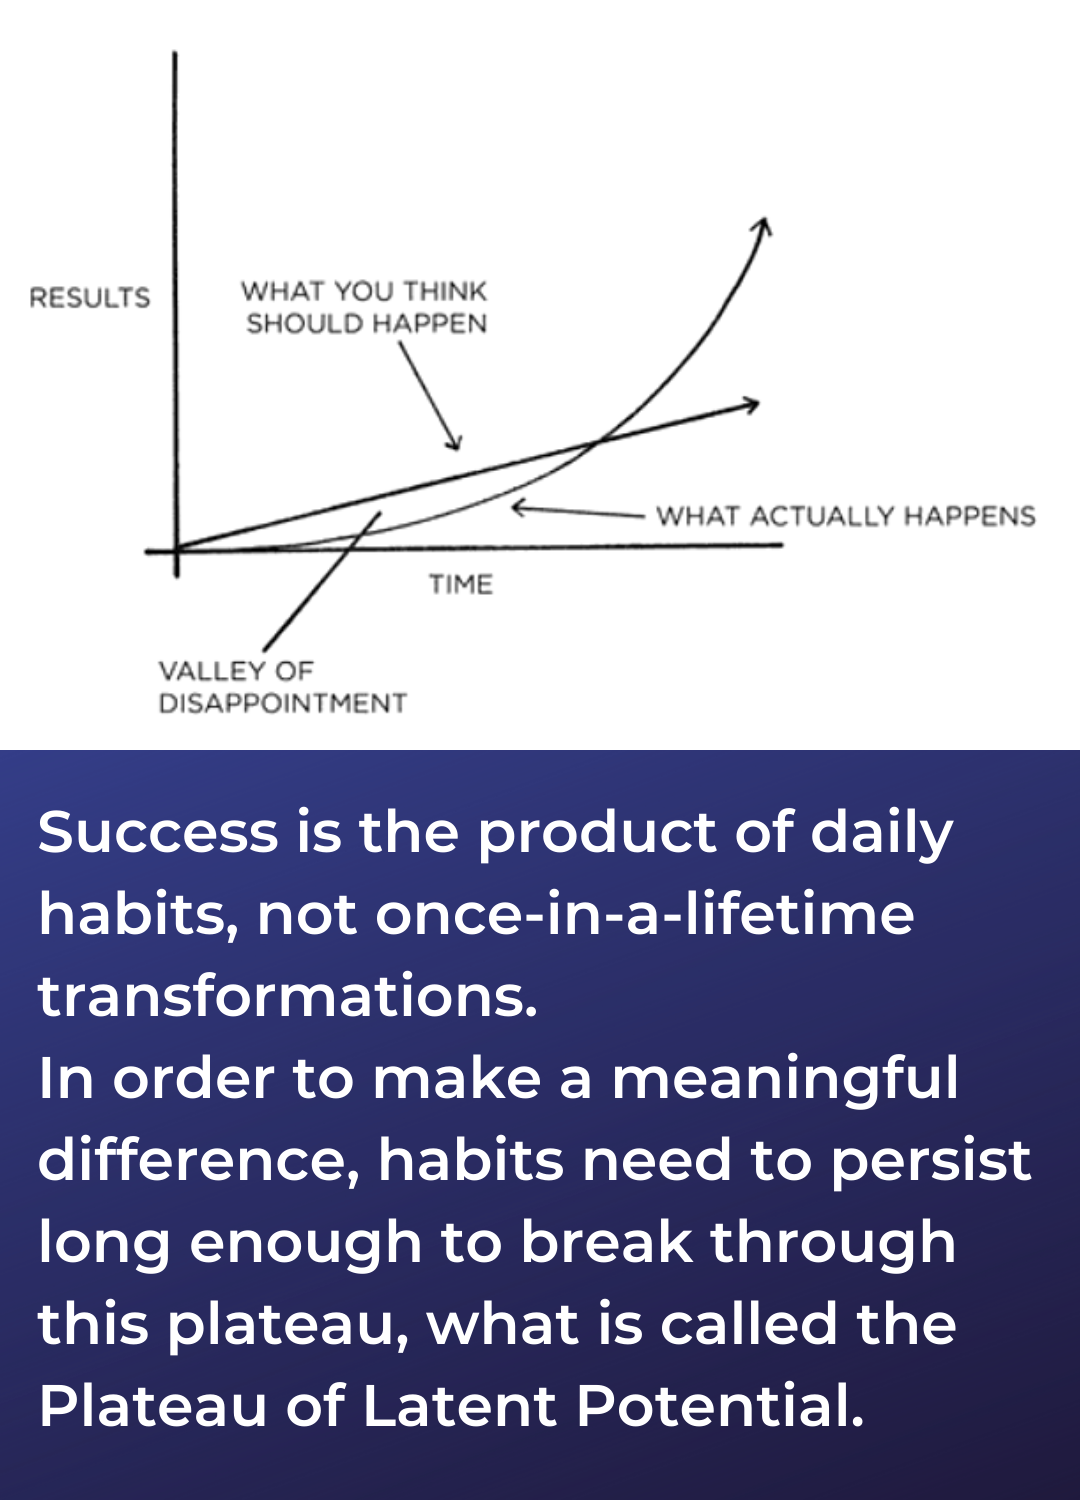 RESULTS
WHAT YOU THINK
SHOULD HAPPEN
WHAT ACTUALLY HAPPENS
TIME
VALLEY OF
DISAPPOINTMENT
Success is the product of daily
habits, not once-in-a-lifetime
transformations.
In order to make a meaningful
difference, habits need to persist
long enough to break through
this plateau, what is called the
Plateau of Latent Potential.